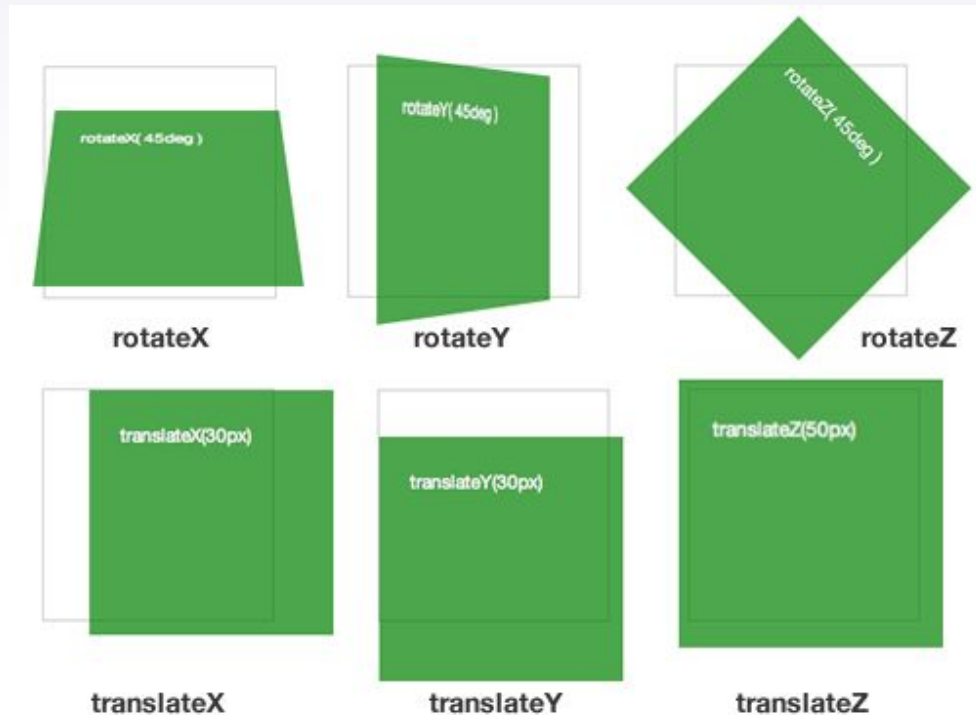 rotateX( 45deg )
rotateY( 45deg )
rotateZ( 45deg )
rotateX
rotateY
rotateZ
translateX(30px)
translateY(30px)
translateZ(50px)
translateX
translateY
translateZ